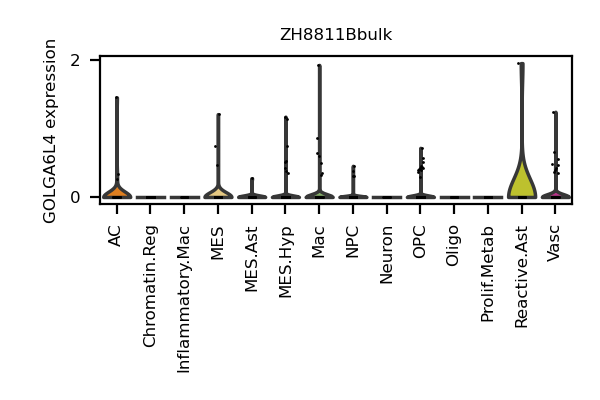 ZH8811Bbulk
GOLGA6L4 expression
2
0
AC
Chromatin.Reg
Inflammatory.Mac
MES
MES.Ast
MES.Hyp
Mac
NPC
Neuron
OPC
Oligo
Prolif.Metab
Reactive.Ast
Vasc